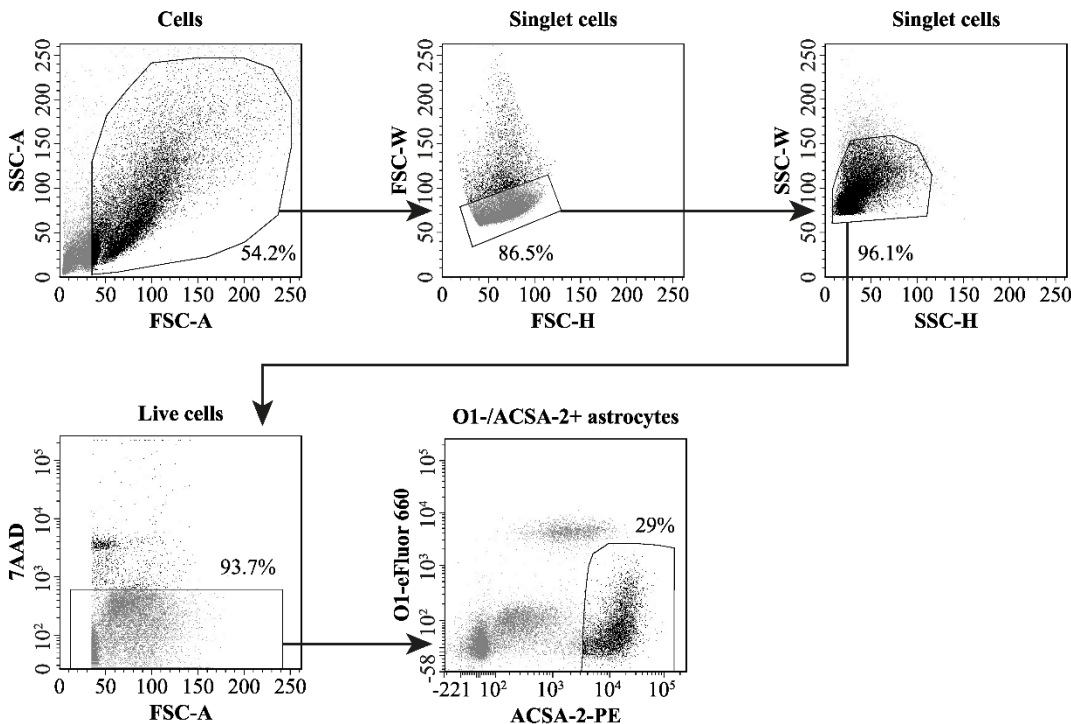 Cells
SSC-A
250
200
150
100
50
0
54.2%
0 50 100 150 200 250
FSC-A
Singlet cells
FSC-W
250
200
150
100
50
0
86.5%
50 100 150 200 250
FSC-H
Singlet cells
SSC-W
250
200
150
100
50
0
96.1%
0 50 100 150 200 250
SSC-H
Live cells
7AAD
10^5
10^4
10^3
10^2
0
93.7%
0 50 100 150 200 250
FSC-A
O1-/ACSA-2+ astrocytes
O1-eFluor 660
10^5
10^4
10^3
10^2
-58
29%
-221 10^2 10^3 10^4 10^5
ACSA-2-PE